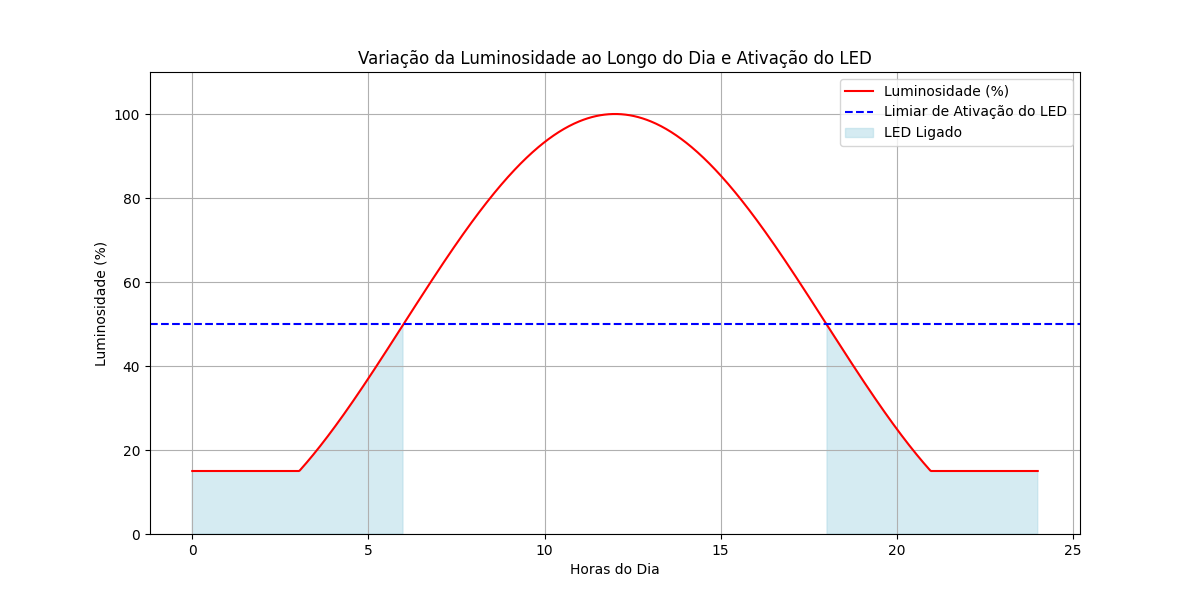 Variação da Luminosidade ao Longo do Dia e Ativação do LED
Luminosidade (%)
Limiar de Ativação do LED
LED Ligado
Luminosidade (%)
100
80
60
40
20
0
0 5 10 15 20 25
Horas do Dia